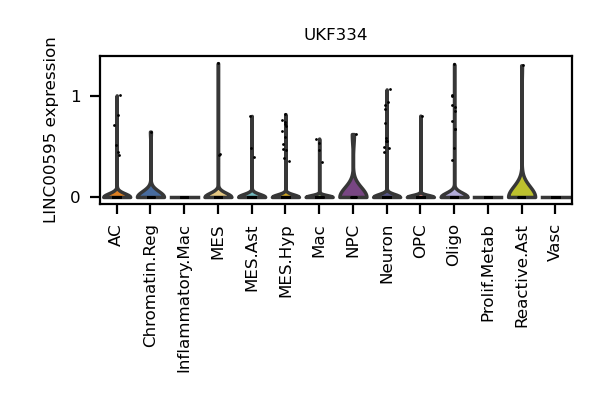 UKF334
LINC00595 expression
1
0
AC
Chromatin.Reg
Inflammatory.Mac
MES
MES.Ast
MES.Hyp
Mac
NPC
Neuron
OPC
Oligo
Prolif.Metab
Reactive.Ast
Vasc